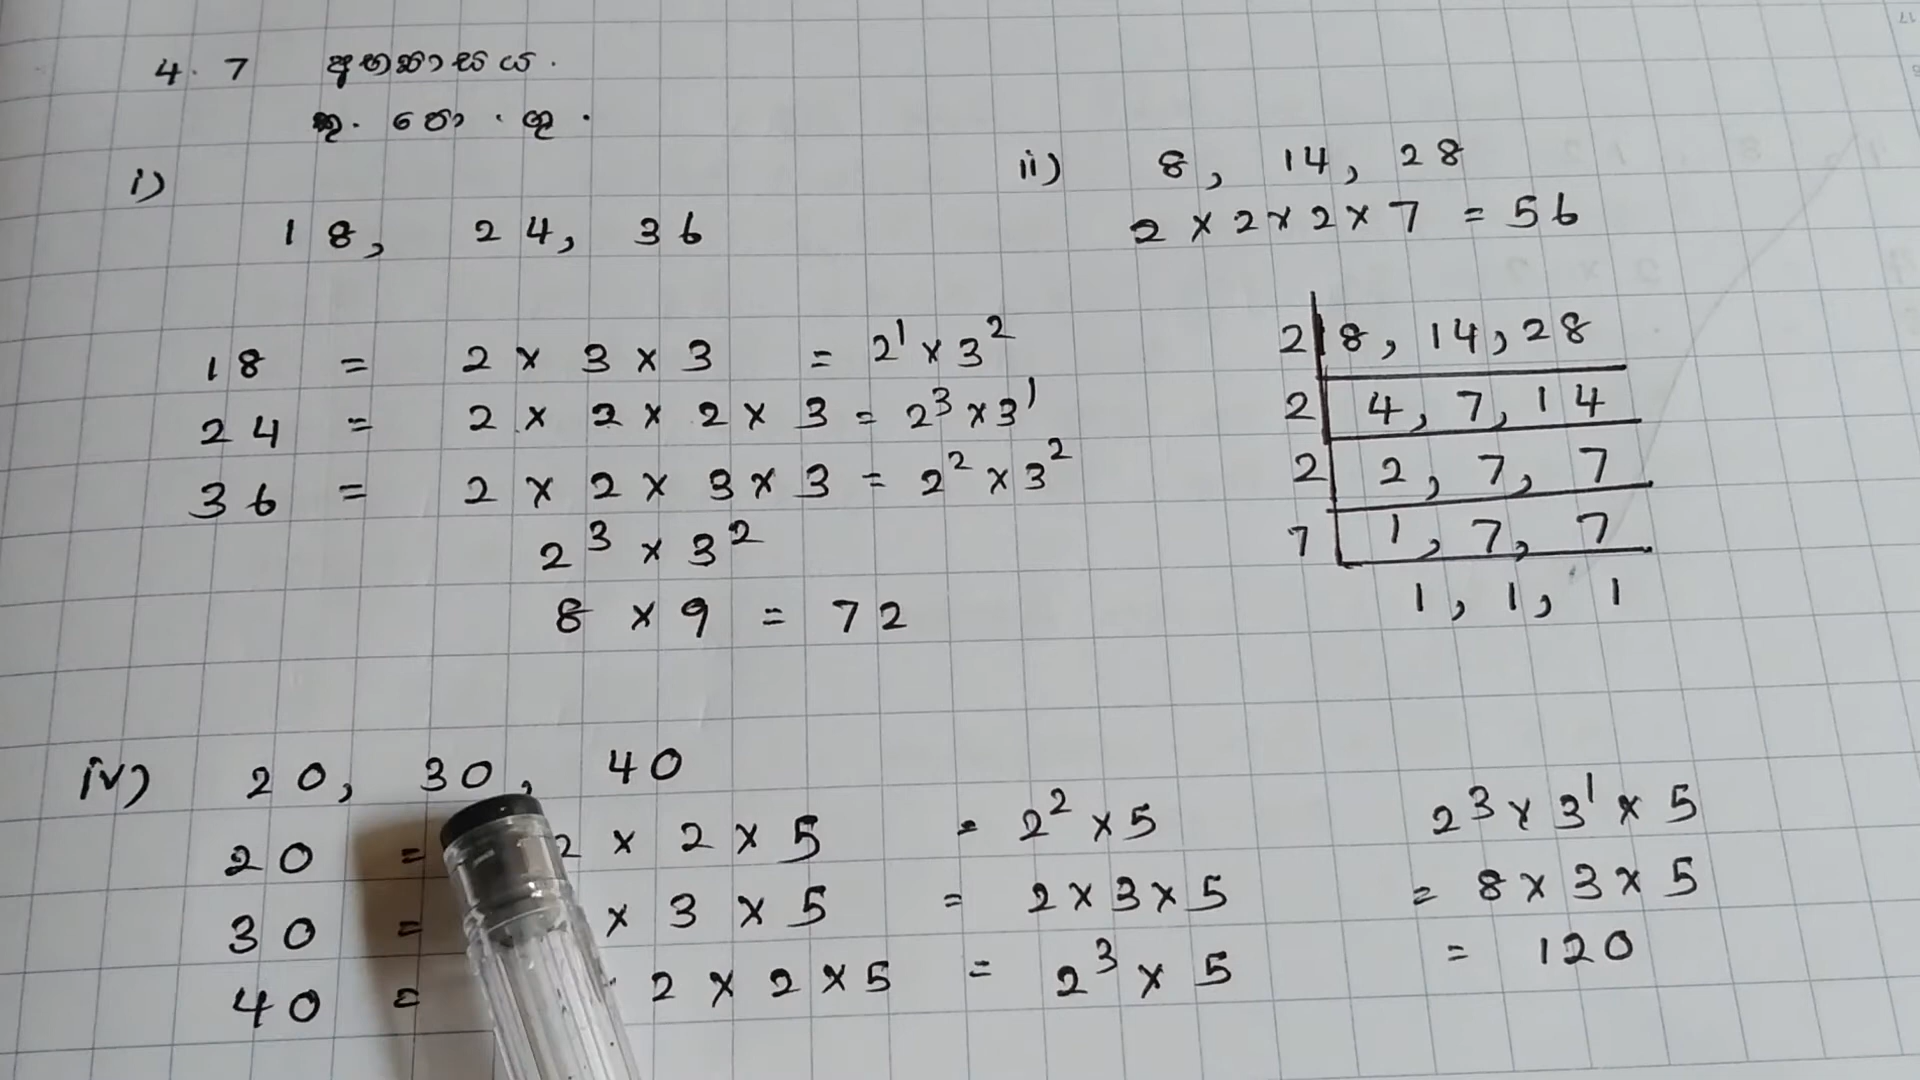 4.7 අභ්‍යාසය.
කු. පො. ගු.
i)
18, 24, 36
18 = 2 × 3 × 3 = 2¹ × 3²
24 = 2 × 2 × 2 × 3 = 2³ × 3¹
36 = 2 × 2 × 3 × 3 = 2² × 3²
2³ × 3²
8 × 9 = 72
ii) 8, 14, 28
2 × 2 × 2 × 7 = 56
2 8, 14, 28
2 4, 7, 14
2 2, 7, 7
7 1, 7, 7
1, 1, 1
iv) 20, 30, 40
20 = 2 × 2 × 5 = 2² × 5
30 = × 3 × 5 = 2 × 3 × 5
40 = 2 × 2 × 5 = 2³ × 5
2³ × 3¹ × 5
= 8 × 3 × 5
= 120